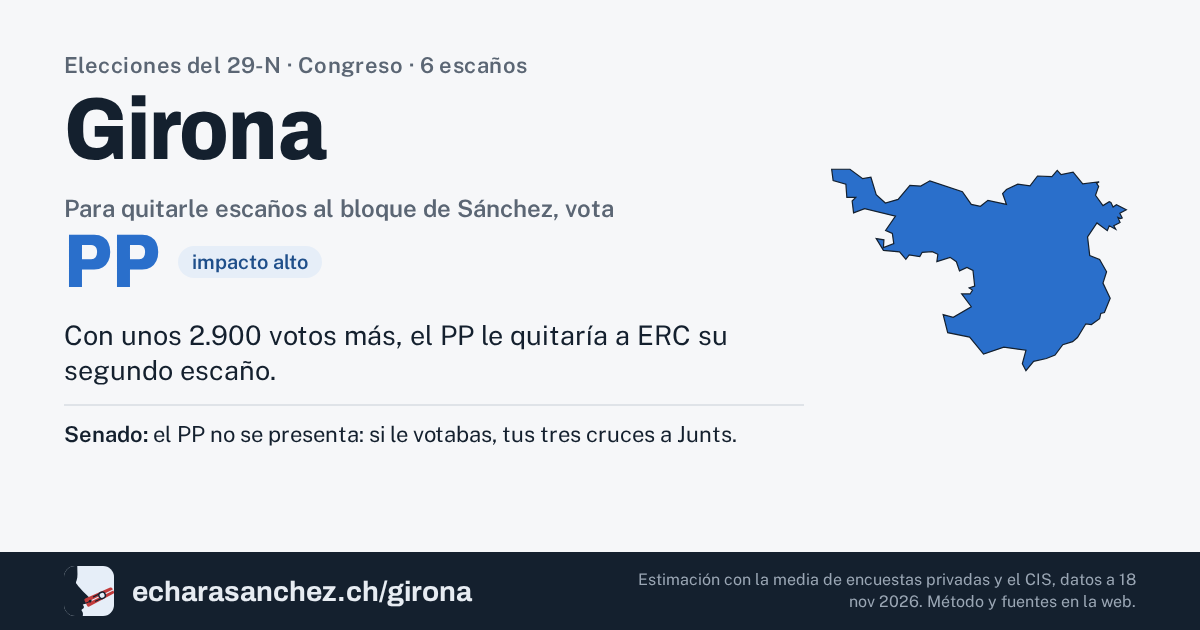 Elecciones del 29-N · Congreso · 6 escaños
Girona
Para quitarle escaños al bloque de Sánchez, vota
PP impacto alto
Con unos 2.900 votos más, el PP le quitaría a ERC su
segundo escaño.
Senado: el PP no se presenta: si le votabas, tus tres cruces a Junts.
echarasanchez.ch/girona
Estimación con la media de encuestas privadas y el CIS, datos a 18
nov 2026. Método y fuentes en la web.